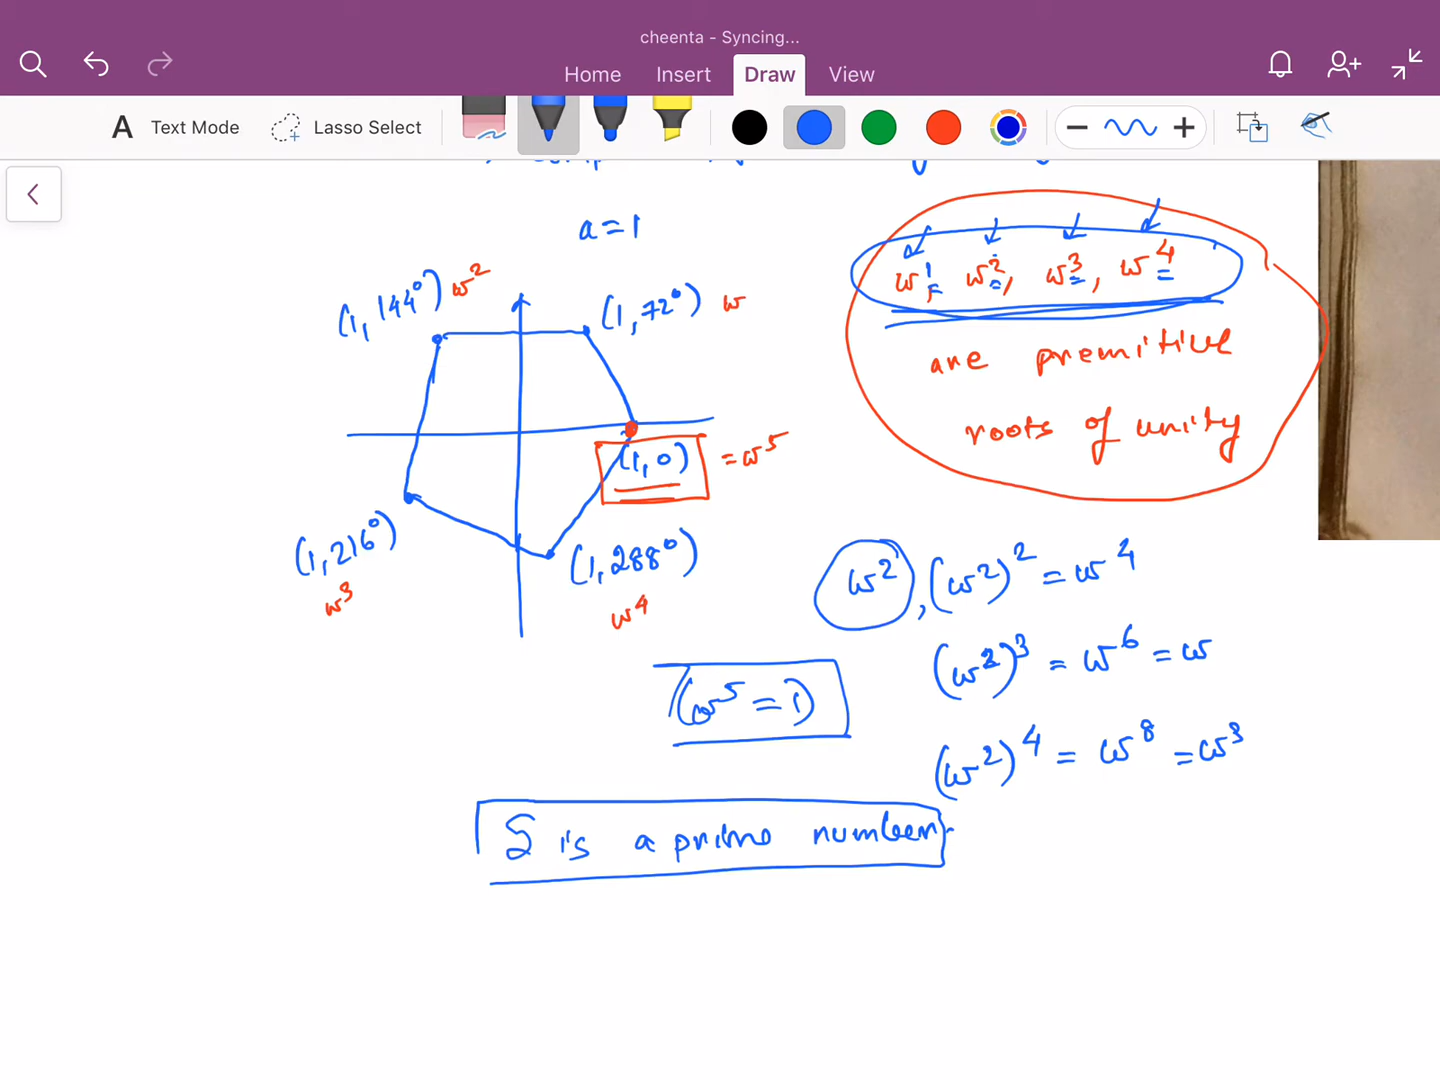 cheenta - Syncing...
Home Insert Draw View
A Text Mode Lasso Select
a = 1
ω¹, ω², ω³, ω⁴
are premitive
roots of unity
(1, 144°) ω²
(1, 72°) ω
(1, 0) = ω⁵
(1, 216°)
ω³
(1, 288°)
ω⁴
ω², (ω²)² = ω⁴
(ω²)³ = ω⁶ = ω
(ω²)⁴ = ω⁸ = ω³
(ω⁵ = 1)
5 is a prime number.